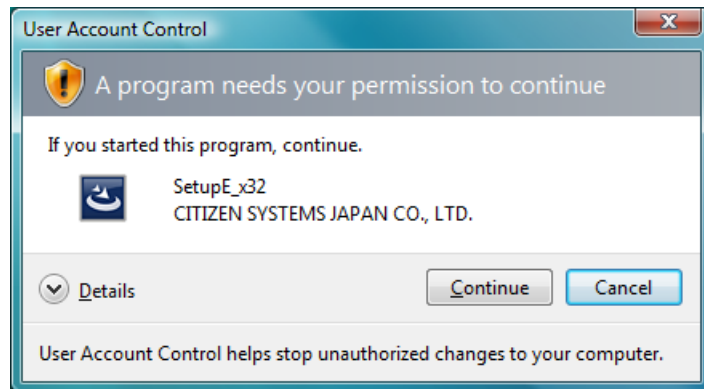 User Account Control
A program needs your permission to continue
If you started this program, continue.
SetupE_x32
CITIZEN SYSTEMS JAPAN CO., LTD.
Details
Continue
Cancel
User Account Control helps stop unauthorized changes to your computer.